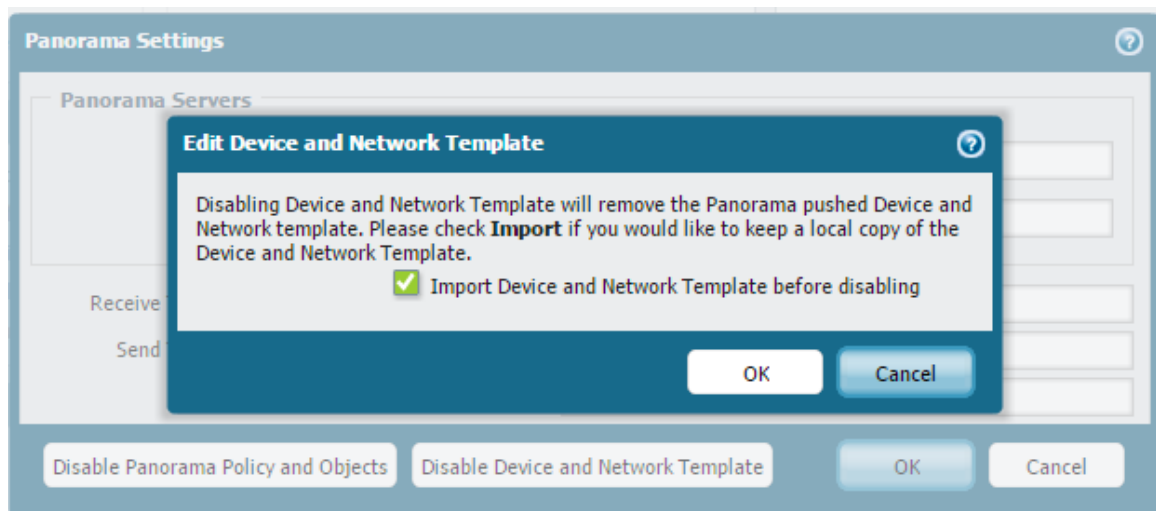 Panorama Settings
Panorama Servers
Edit Device and Network Template
Disabling Device and Network Template will remove the Panorama pushed Device and
Network template. Please check Import if you would like to keep a local copy of the
Device and Network Template.
Import Device and Network Template before disabling
Receive
Send
OK Cancel
Disable Panorama Policy and Objects Disable Device and Network Template OK Cancel